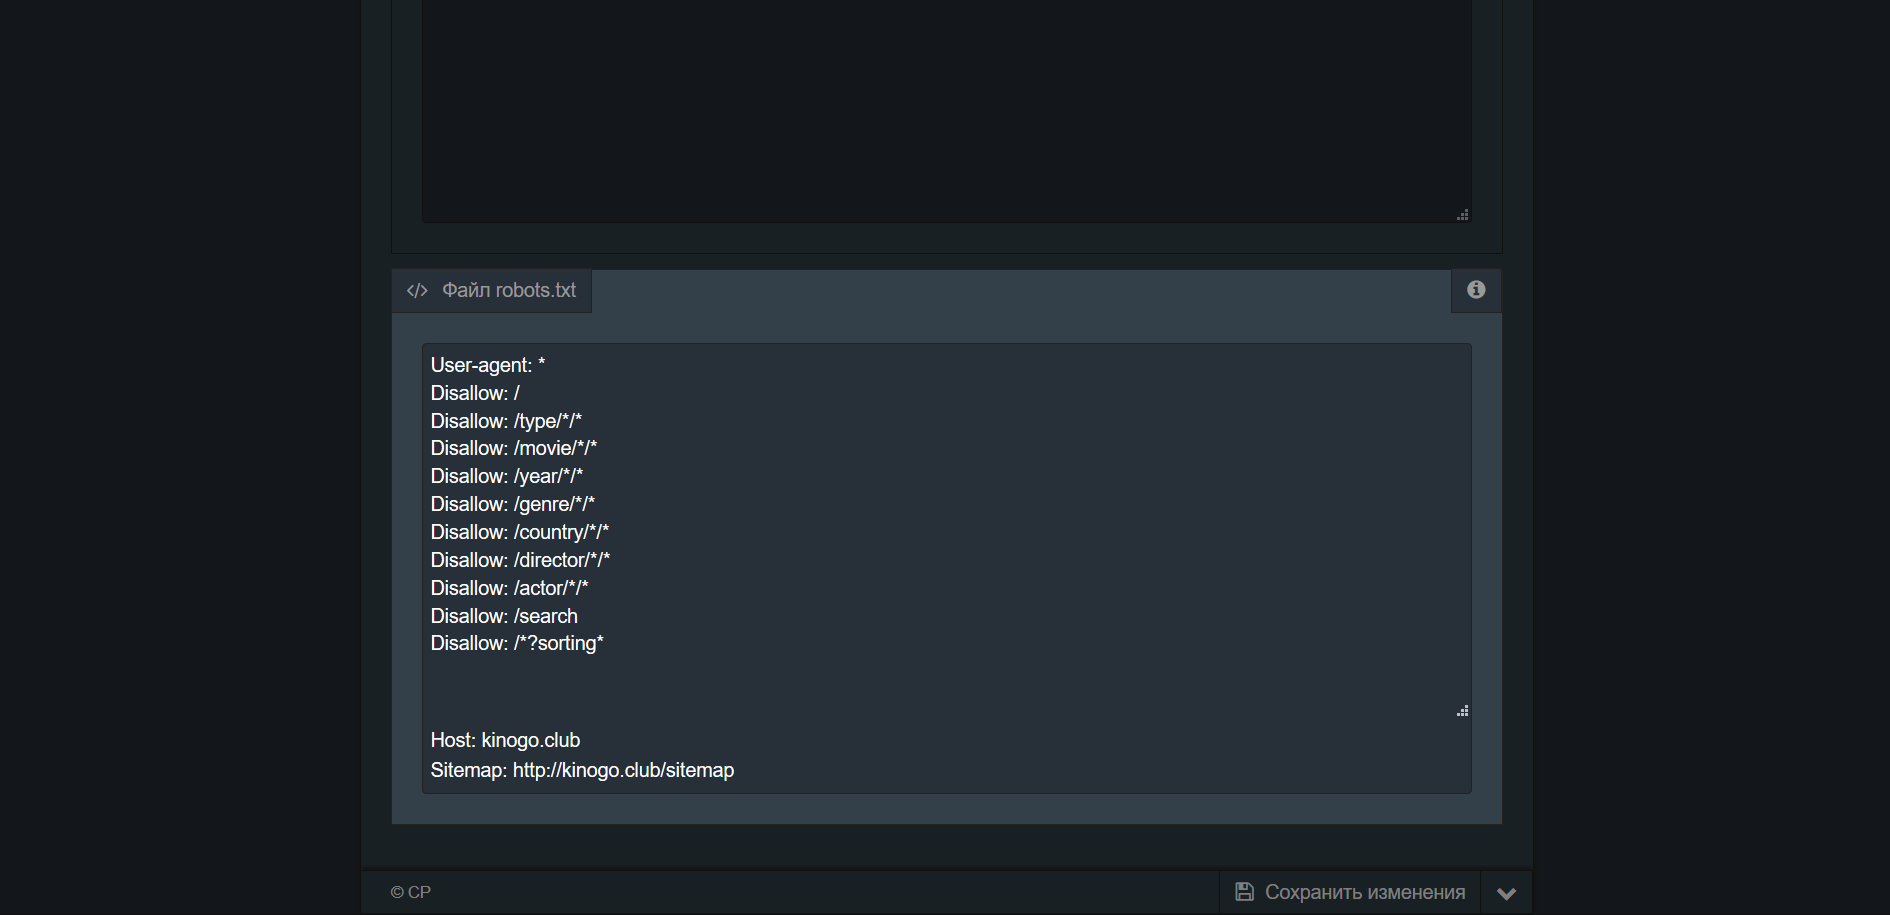 Файл robots.txt
User-agent: *
Disallow: /
Disallow: /type/*/*
Disallow: /movie/*/*
Disallow: /year/*/*
Disallow: /genre/*/*
Disallow: /country/*/*
Disallow: /director/*/*
Disallow: /actor/*/*
Disallow: /search
Disallow: /*?sorting*
Host: kinogo.club
Sitemap: http://kinogo.club/sitemap
© CP
Сохранить изменения